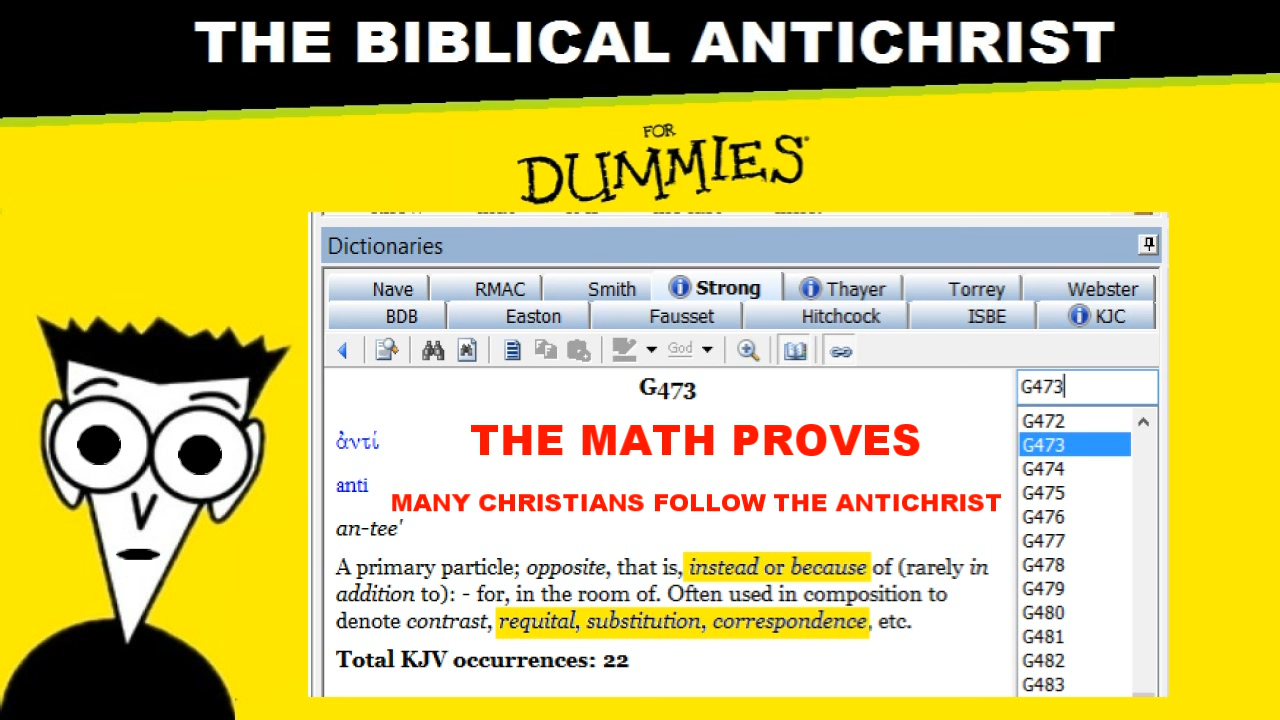 THE BIBLICAL ANTICHRIST
FOR
DUMMIES®
Dictionaries
Nave RMAC Smith Strong Thayer Torrey Webster
BDB Easton Fausset Hitchcock ISBE KJC
God
G473
G473
ἀντί
THE MATH PROVES
anti
MANY CHRISTIANS FOLLOW THE ANTICHRIST
an-tee'
A primary particle; opposite, that is, instead or because of (rarely in
addition to): - for, in the room of. Often used in composition to
denote contrast, requital, substitution, correspondence, etc.
Total KJV occurrences: 22
G472
G473
G474
G475
G476
G477
G478
G479
G480
G481
G482
G483